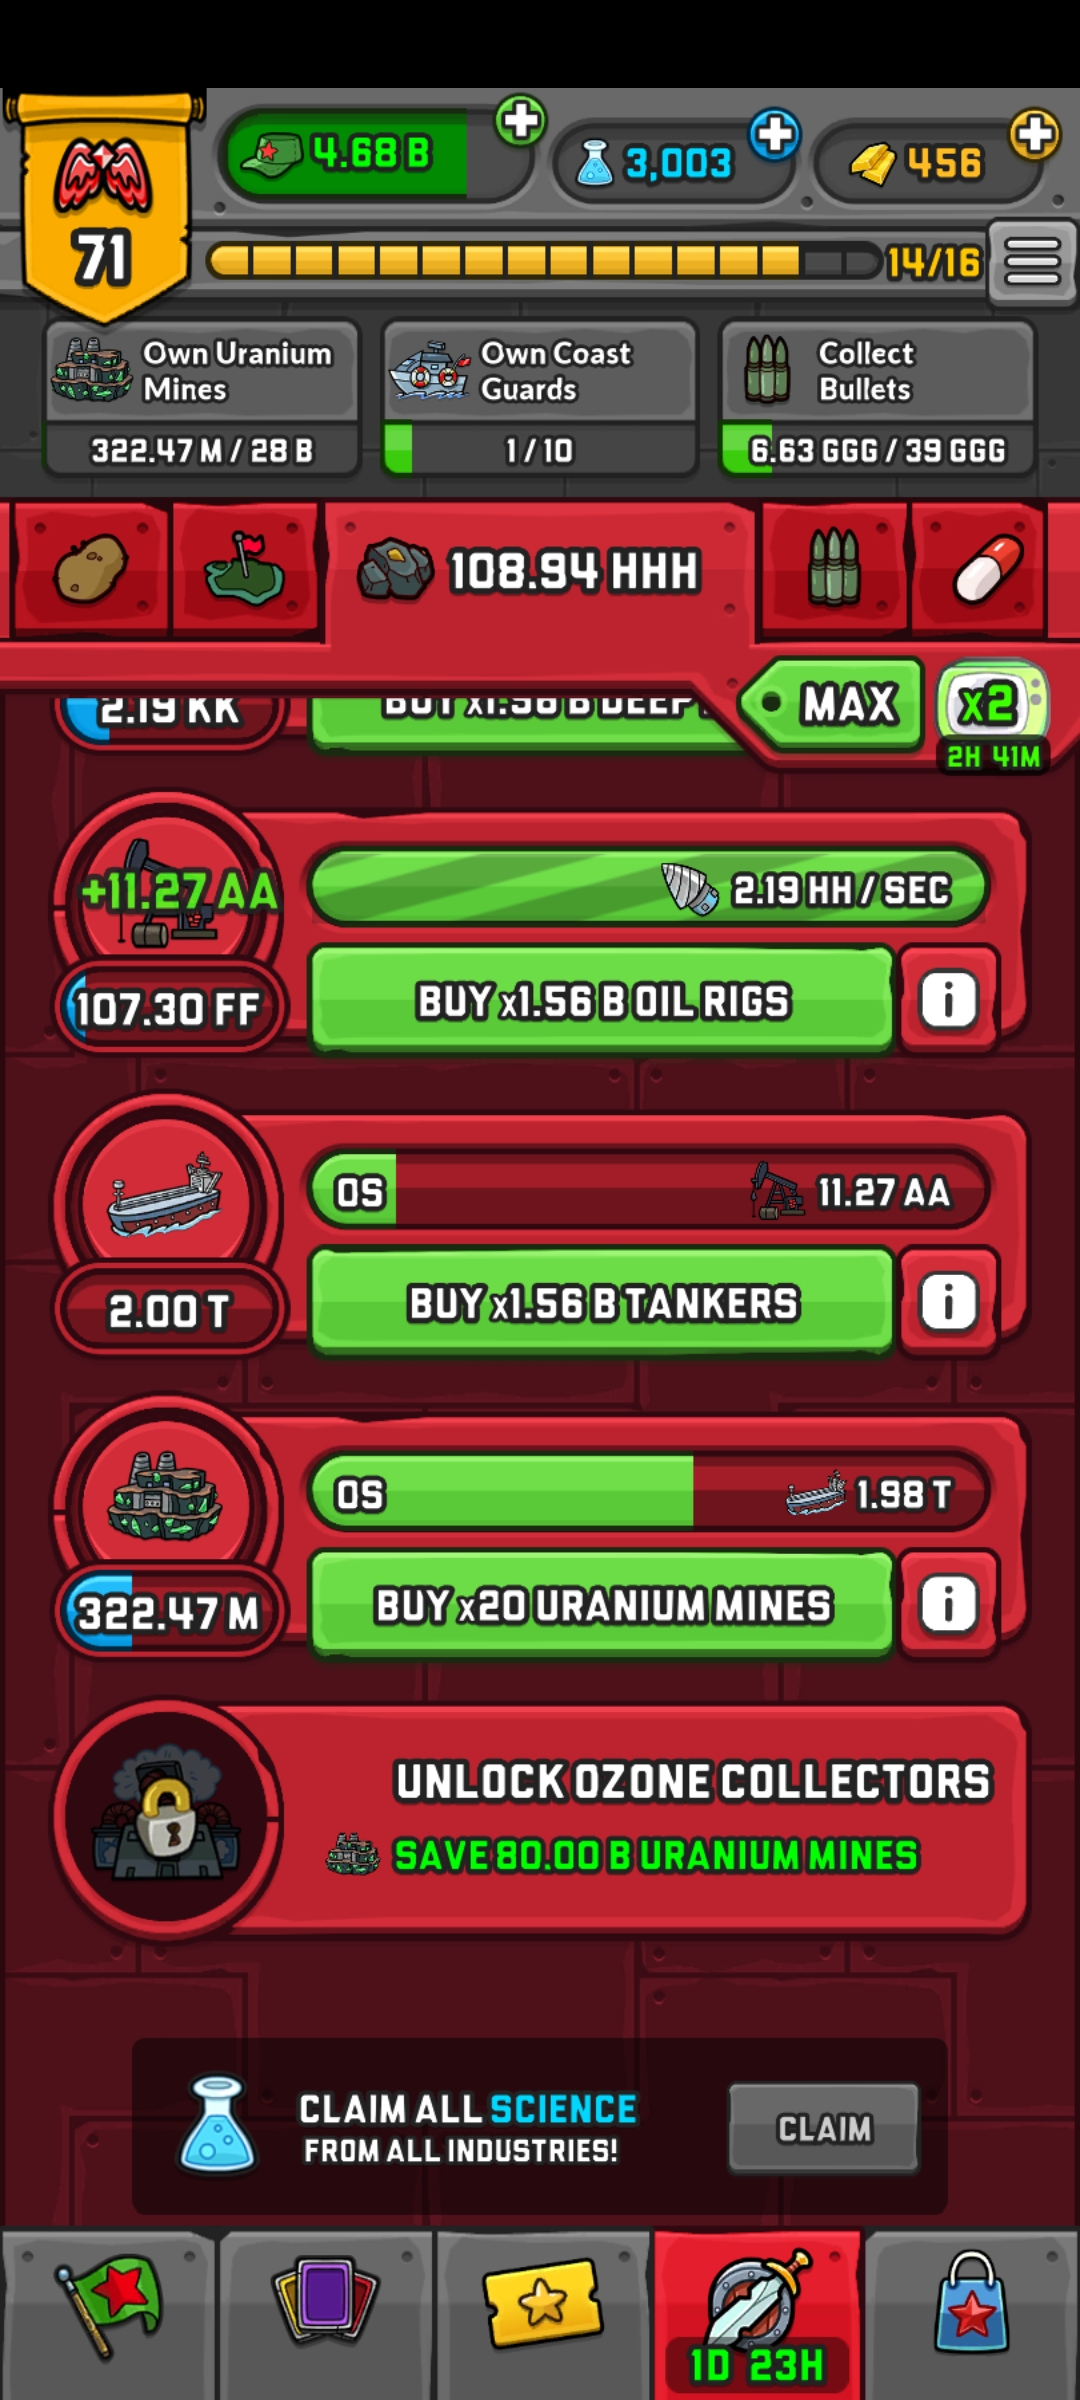 71
4.68 B
3,003
456
14/16
Own Uranium
Mines
322.47 M / 28 B
Own Coast
Guards
1 / 10
Collect
Bullets
6.63 GGG / 39 GGG
108.94 HHH
MAX
x2
2H 41M
2.19 KK
BUY x1.56 B DEEP
+11.27 AA
2.19 HH / SEC
107.30 FF
BUY x1.56 B OIL RIGS
i
0S
11.27 AA
2.00 T
BUY x1.56 B TANKERS
i
0S
1.98 T
322.47 M
BUY x20 URANIUM MINES
i
UNLOCK OZONE COLLECTORS
SAVE 80.00 B URANIUM MINES
CLAIM ALL SCIENCE
FROM ALL INDUSTRIES!
CLAIM
1D 23H